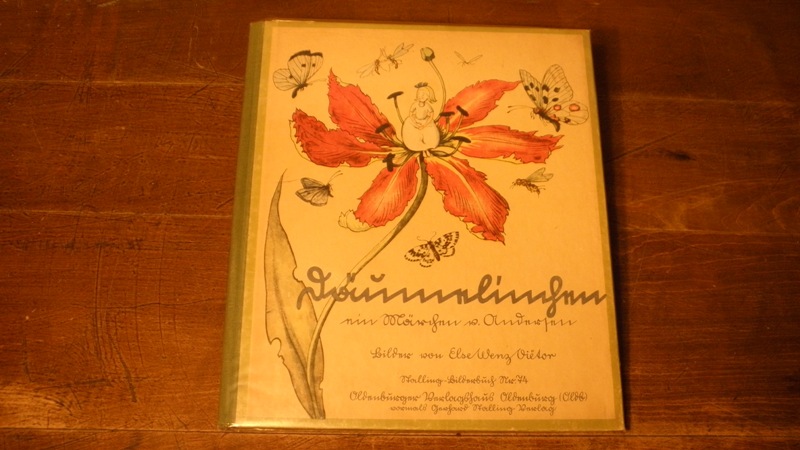 Däumelinchen
ein Märchen v. Andersen
Bilder von Else Wenz-Viëtor
Stalling-Bilderbuch Nr. 74
Oldenburger Verlagshaus Oldenburg (Oldb)
vormals Gerhard Stalling Verlag